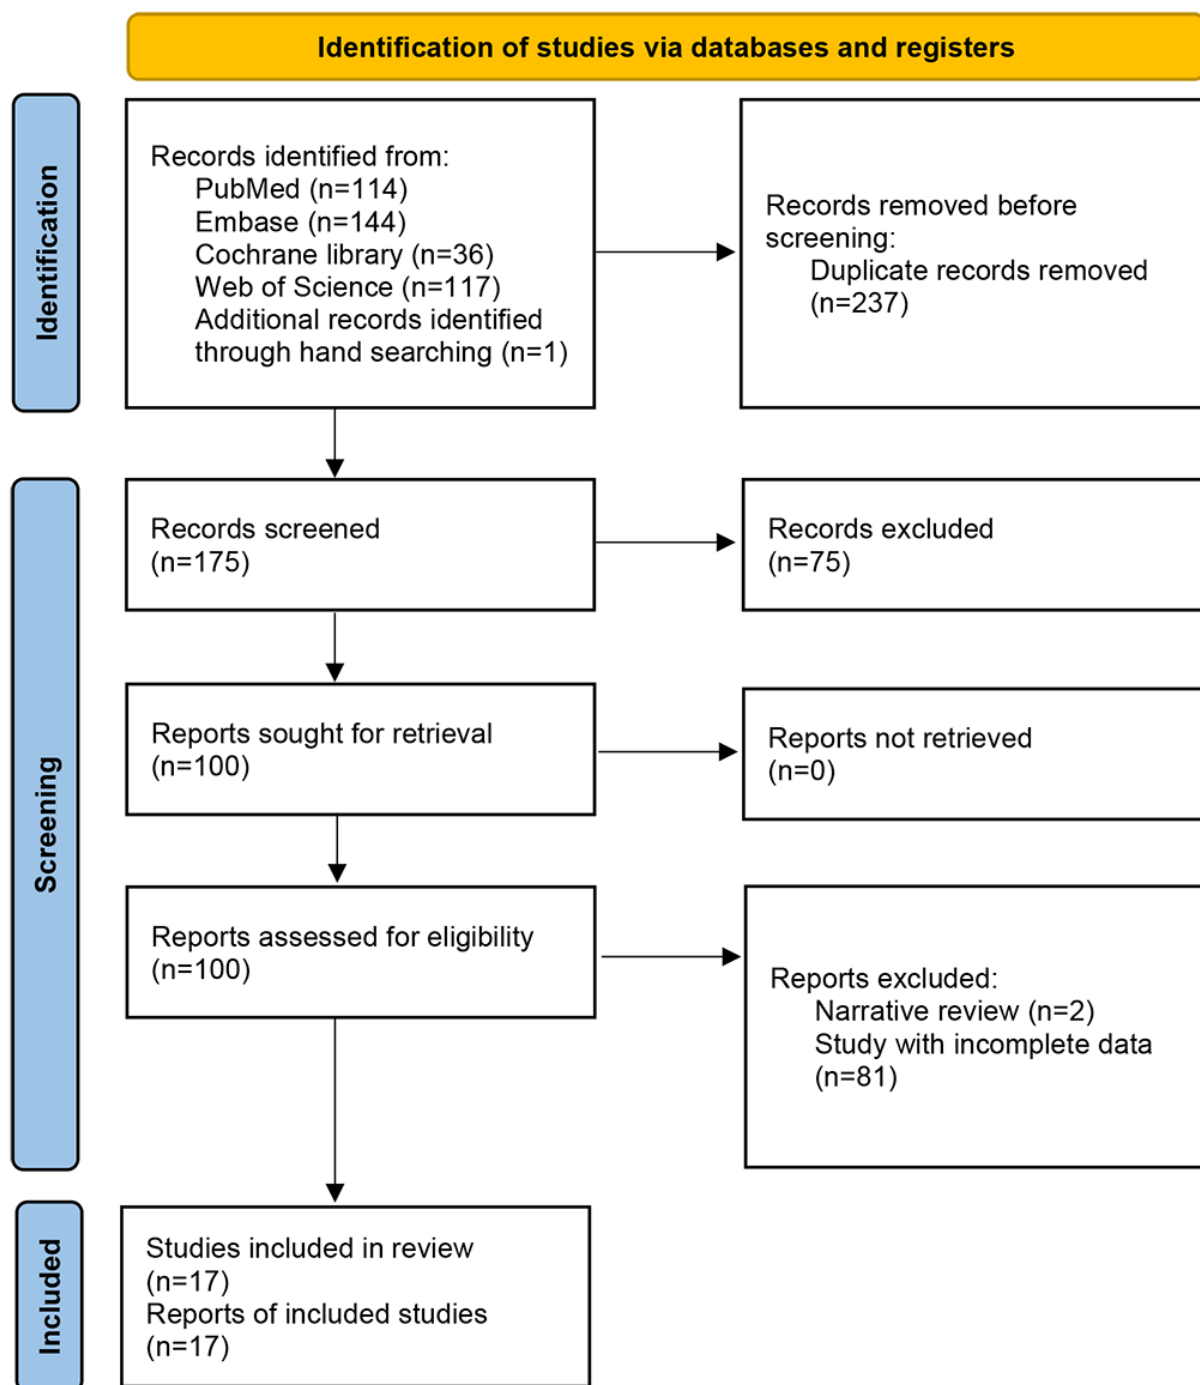 Identification of studies via databases and registers
Identification
Records identified from:
PubMed (n=114)
Embase (n=144)
Cochrane library (n=36)
Web of Science (n=117)
Additional records identified
through hand searching (n=1)
Records removed before
screening:
Duplicate records removed
(n=237)
Screening
Records screened
(n=175)
Records excluded
(n=75)
Reports sought for retrieval
(n=100)
Reports not retrieved
(n=0)
Reports assessed for eligibility
(n=100)
Reports excluded:
Narrative review (n=2)
Study with incomplete data
(n=81)
Included
Studies included in review
(n=17)
Reports of included studies
(n=17)